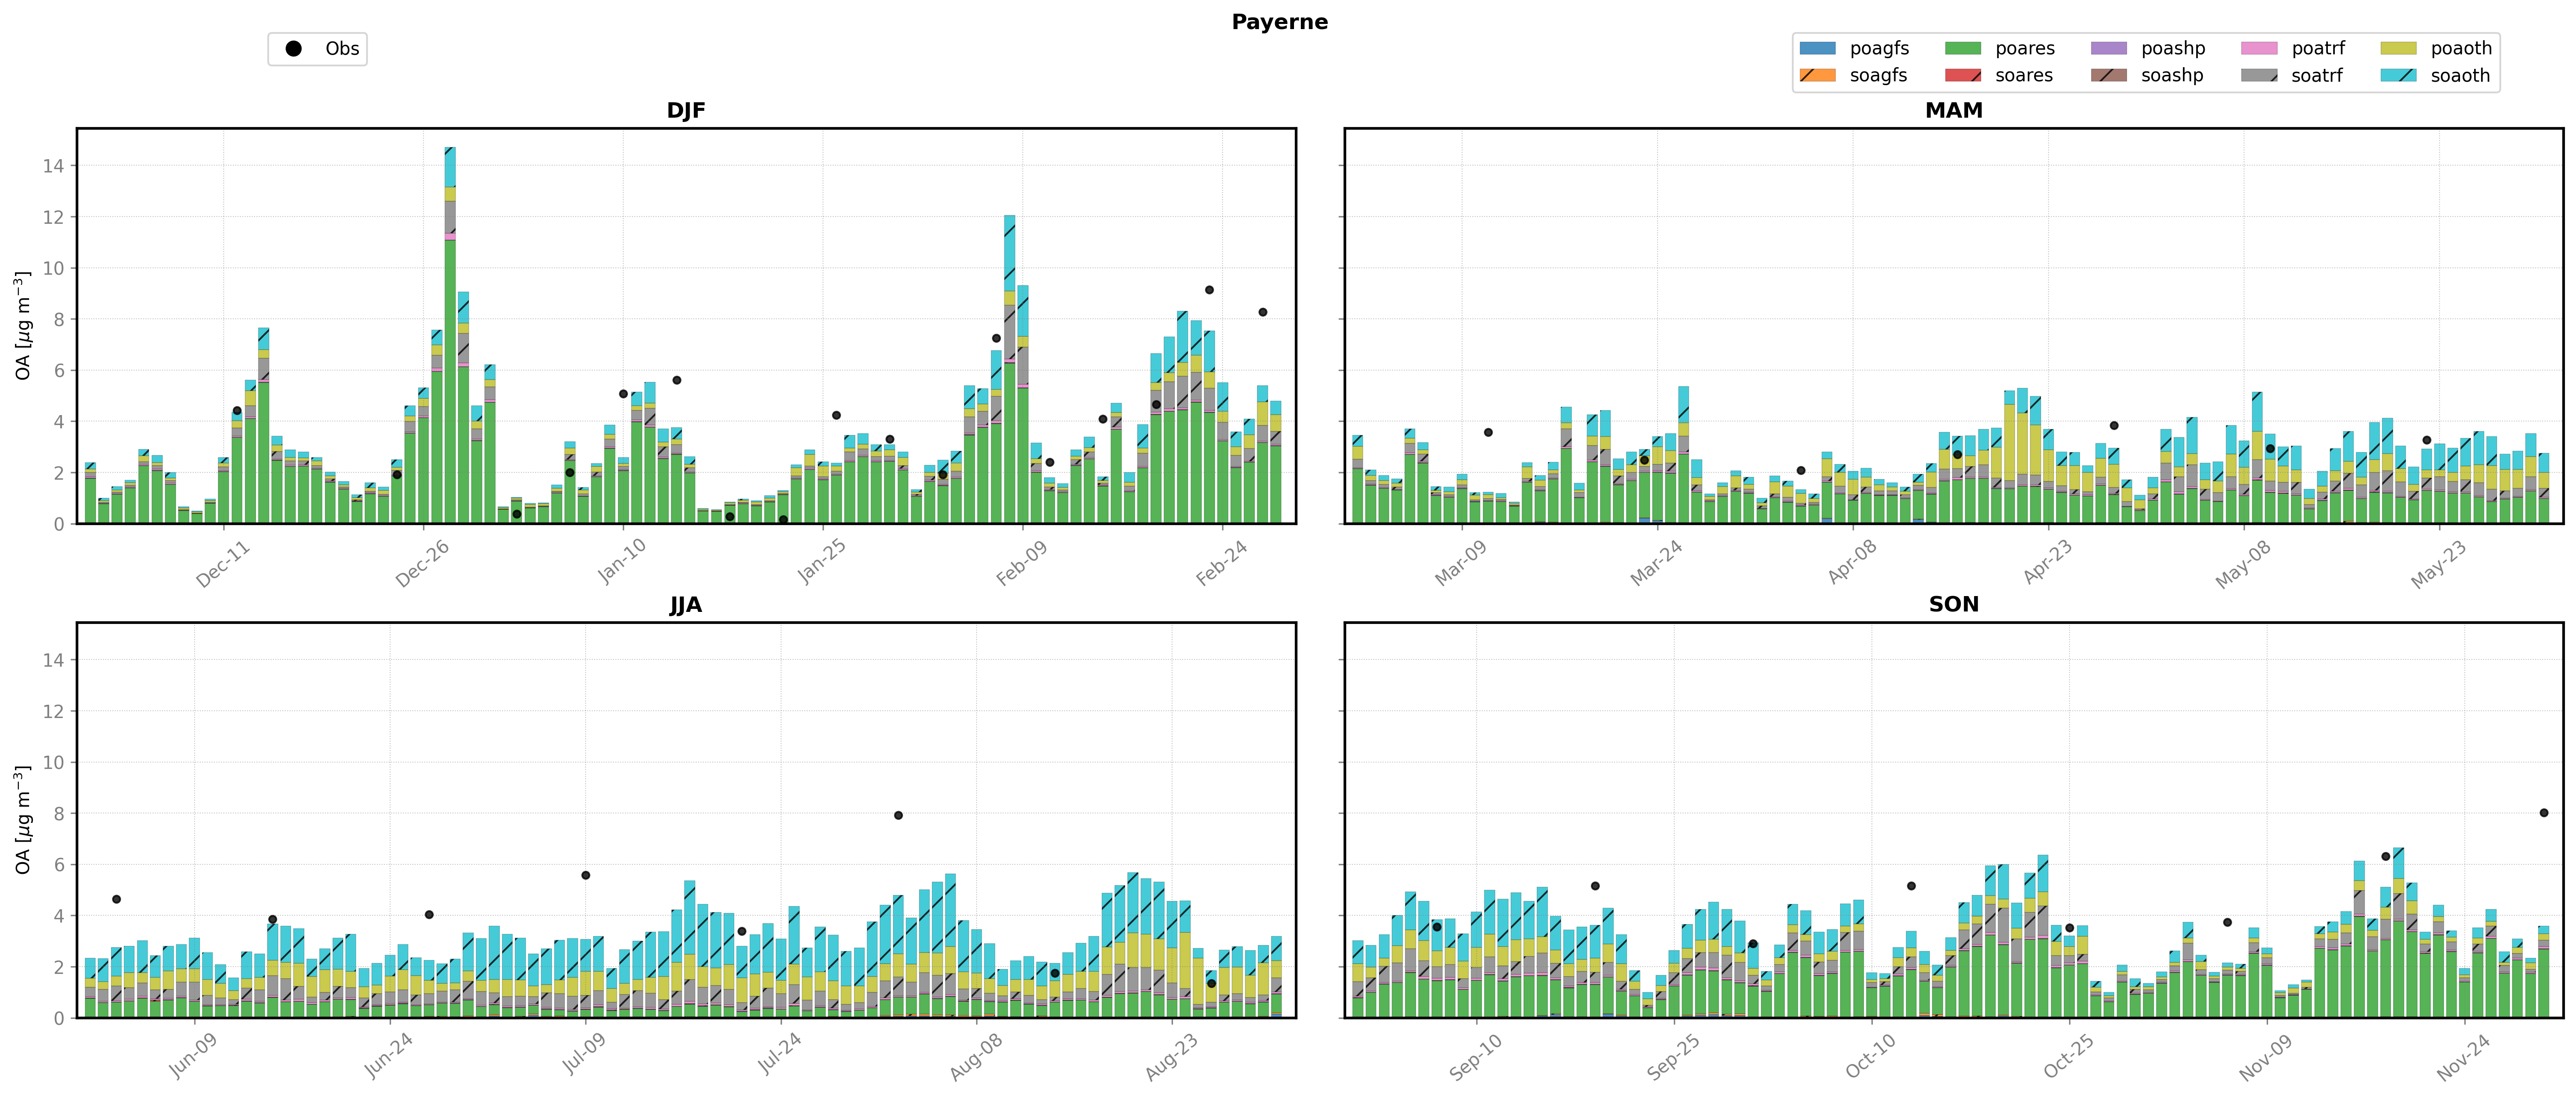 Payerne
Obs
poagfs poares poashp poatrf poaoth
soagfs soares soashp soatrf soaoth
DJF MAM
14
12
10
8
6
4
2
0
OA [μg m⁻³]
Dec-11 Dec-26 Jan-10 Jan-25 Feb-09 Feb-24 Mar-09 Mar-24 Apr-08 Apr-23 May-08 May-23
JJA SON
14
12
10
8
6
4
2
0
OA [μg m⁻³]
Jun-09 Jun-24 Jul-09 Jul-24 Aug-08 Aug-23 Sep-10 Sep-25 Oct-10 Oct-25 Nov-09 Nov-24